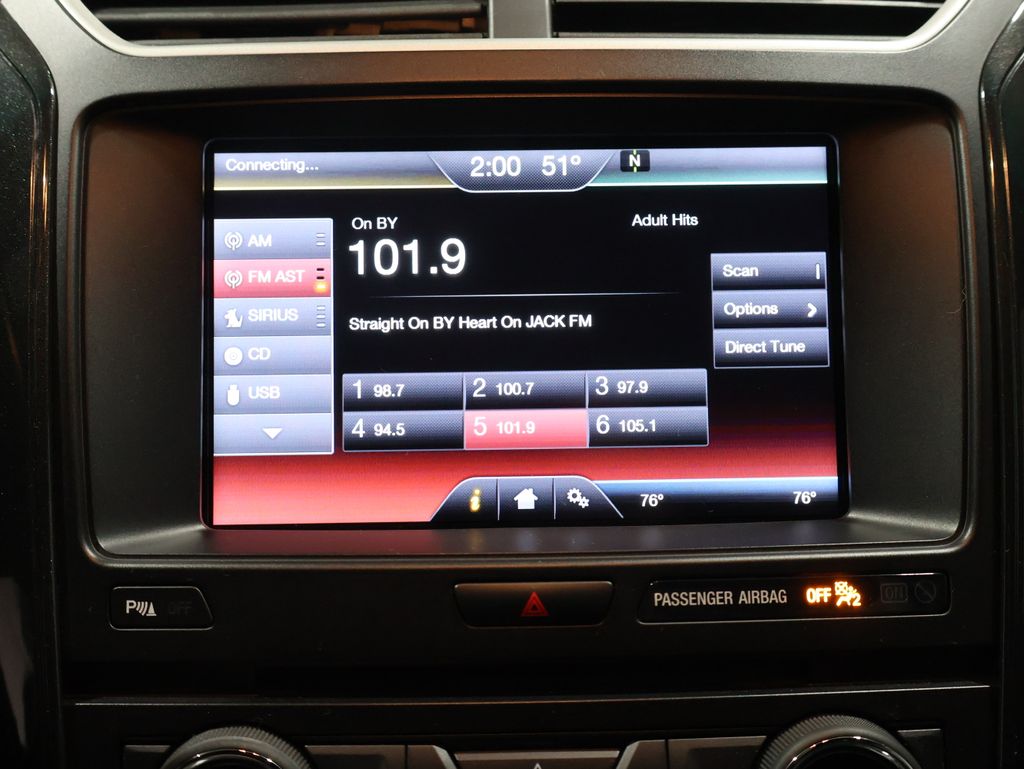 Connecting...
2:00 51°
N
AM
FM AST
SIRIUS
CD
USB
On BY
Adult Hits
101.9
Straight On BY Heart On JACK FM
Scan
Options
Direct Tune
1 98.7
2 100.7
3 97.9
4 94.5
5 101.9
6 105.1
i
76°
76°
P OFF
PASSENGER AIRBAG OFF 2 ON